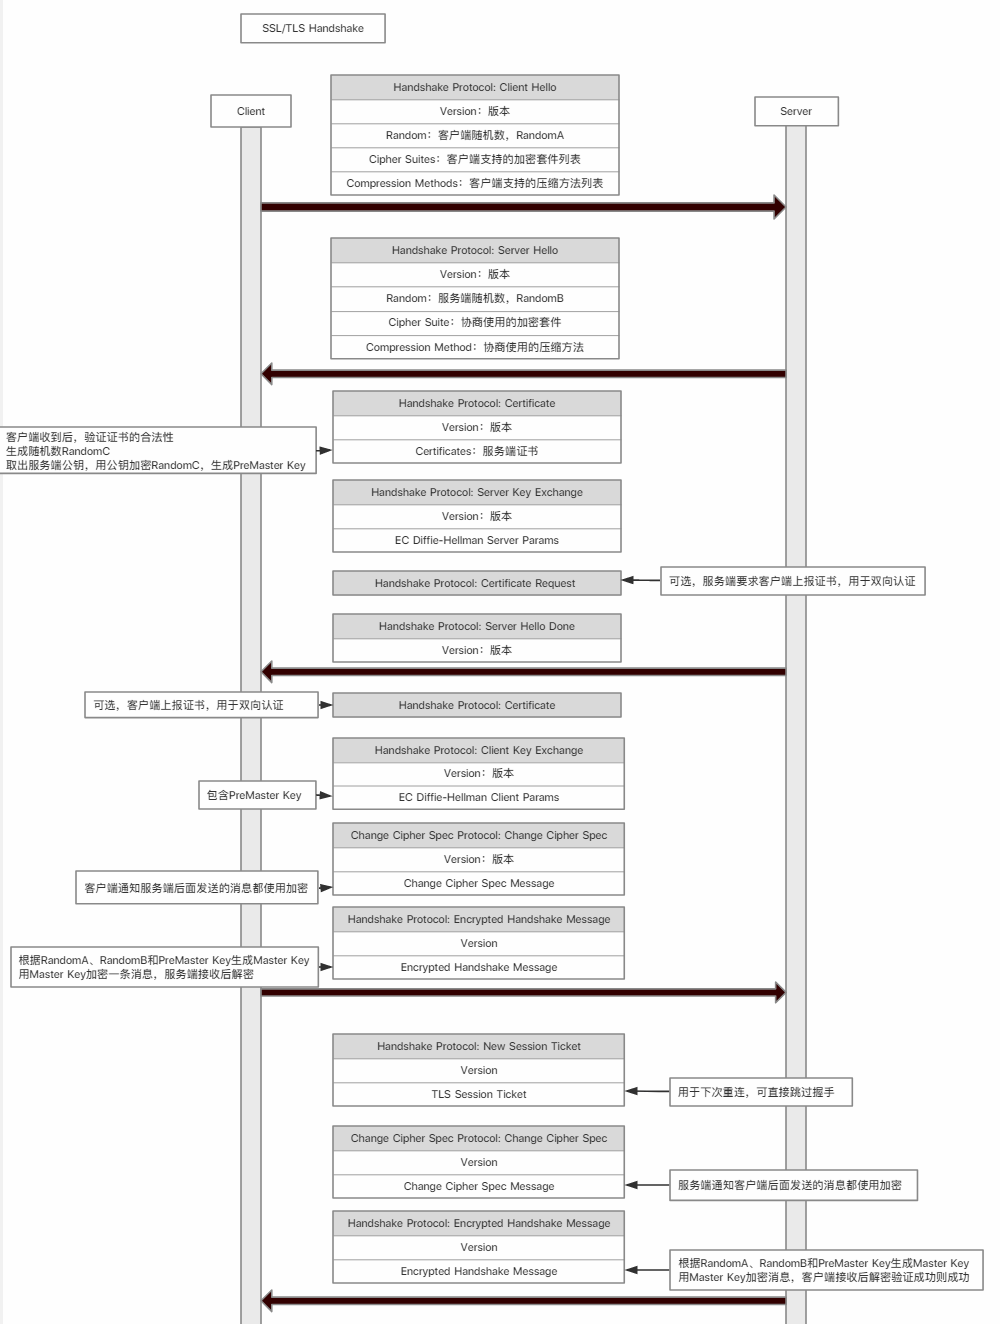 SSL/TLS Handshake
Client
Server
Handshake Protocol: Client Hello
Version：版本
Random：客户端随机数，RandomA
Cipher Suites：客户端支持的加密套件列表
Compression Methods：客户端支持的压缩方法列表
Handshake Protocol: Server Hello
Version：版本
Random：服务端随机数，RandomB
Cipher Suite：协商使用的加密套件
Compression Method：协商使用的压缩方法
Handshake Protocol: Certificate
Version：版本
Certificates：服务端证书
客户端收到后，验证证书的合法性
生成随机数RandomC
取出服务端公钥，用公钥加密RandomC，生成PreMaster Key
Handshake Protocol: Server Key Exchange
Version：版本
EC Diffie-Hellman Server Params
Handshake Protocol: Certificate Request
可选，服务端要求客户端上报证书，用于双向认证
Handshake Protocol: Server Hello Done
Version：版本
可选，客户端上报证书，用于双向认证
Handshake Protocol: Certificate
Handshake Protocol: Client Key Exchange
Version：版本
EC Diffie-Hellman Client Params
包含PreMaster Key
Change Cipher Spec Protocol: Change Cipher Spec
Version：版本
Change Cipher Spec Message
客户端通知服务端后面发送的消息都使用加密
Handshake Protocol: Encrypted Handshake Message
Version
Encrypted Handshake Message
根据RandomA、RandomB和PreMaster Key生成Master Key
用Master Key加密一条消息，服务端接收后解密
Handshake Protocol: New Session Ticket
Version
TLS Session Ticket
用于下次重连，可直接跳过握手
Change Cipher Spec Protocol: Change Cipher Spec
Version
Change Cipher Spec Message
服务端通知客户端后面发送的消息都使用加密
Handshake Protocol: Encrypted Handshake Message
Version
Encrypted Handshake Message
根据RandomA、RandomB和PreMaster Key生成Master Key
用Master Key加密消息，客户端接收后解密验证成功则成功